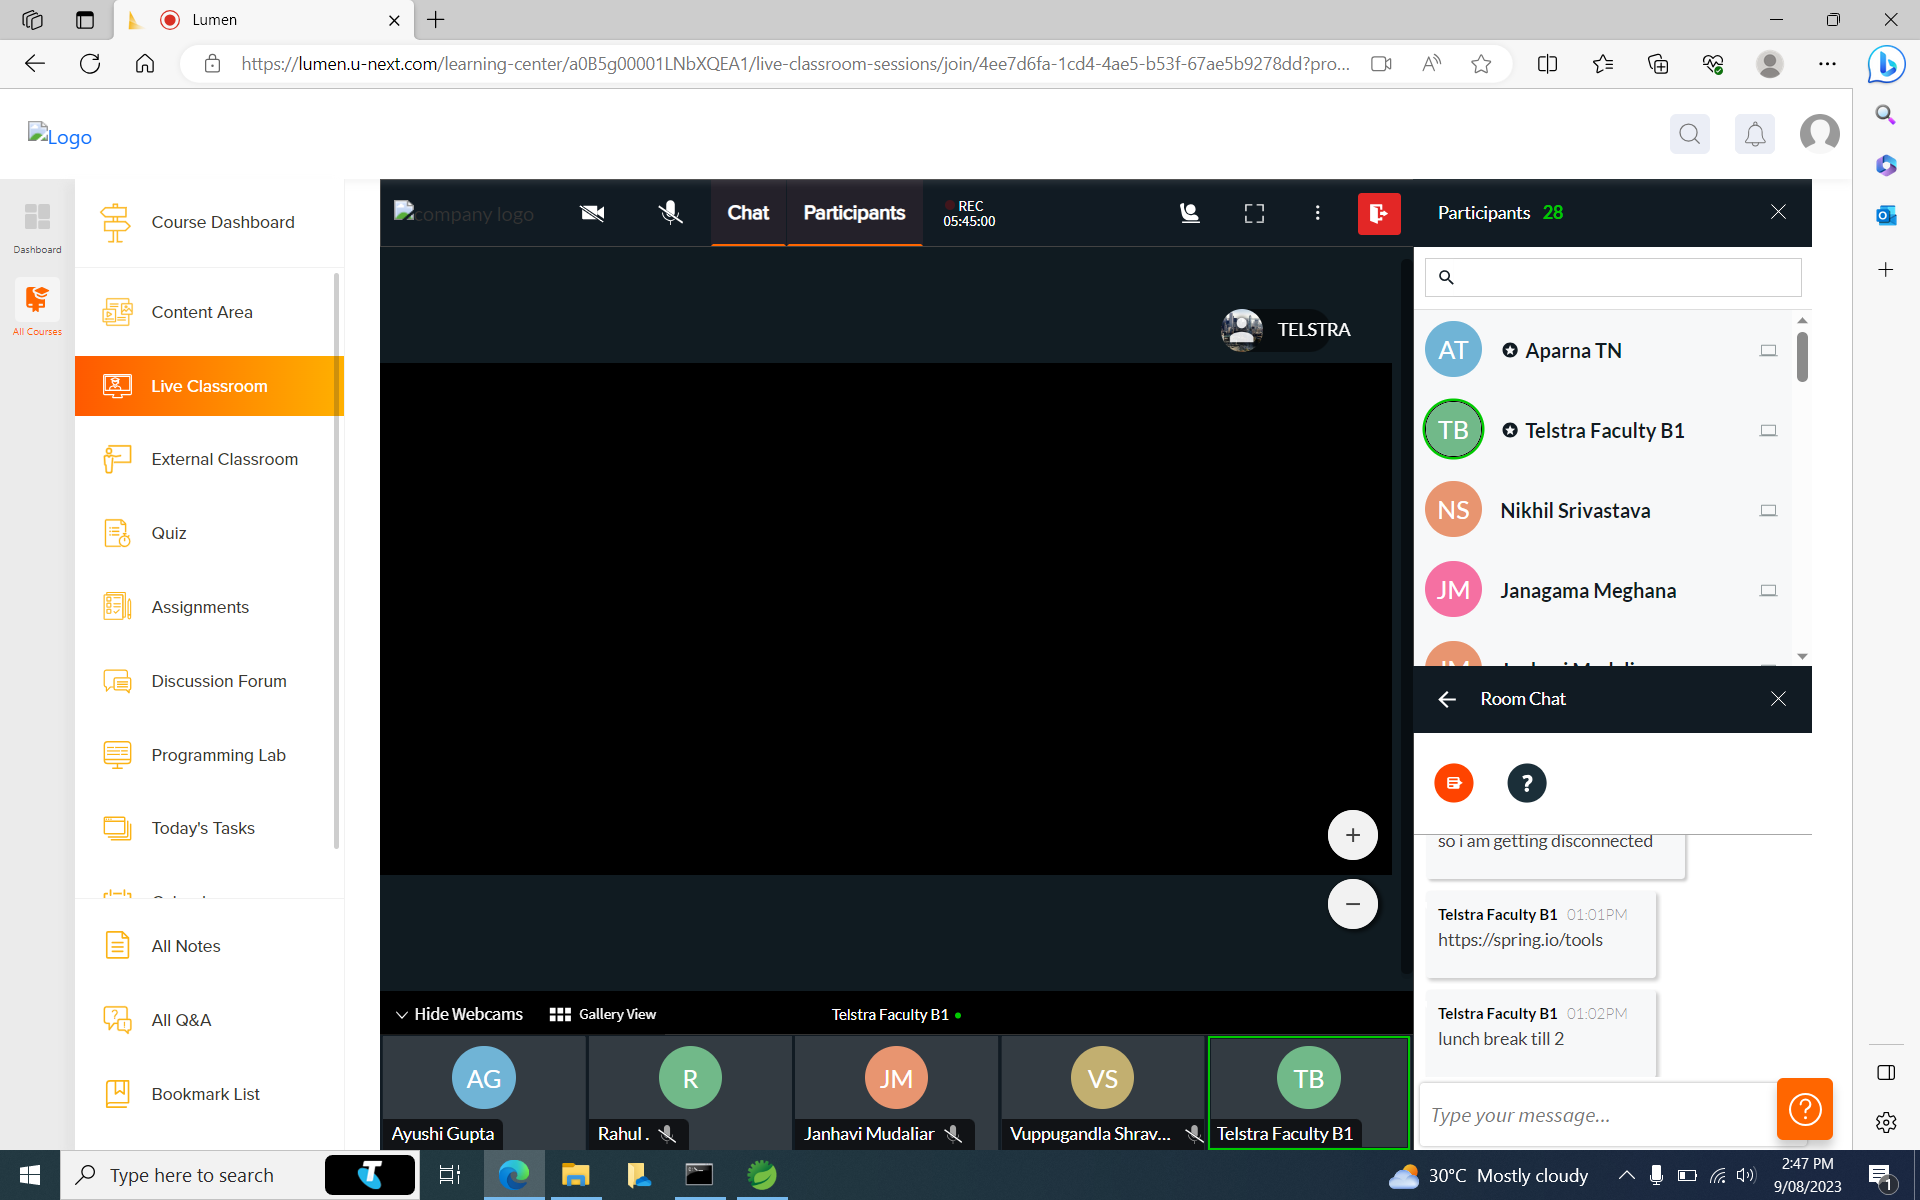 Lumen
https://lumen.u-next.com/learning-center/a0B5g00001LNbXQEA1/live-classroom-sessions/join/4ee7d6fa-1cd4-4ae5-b53f-67ae5b9278dd?pro...
Logo
Dashboard
All Courses
Course Dashboard
Content Area
Live Classroom
External Classroom
Quiz
Assignments
Discussion Forum
Programming Lab
Today's Tasks
All Notes
All Q&A
Bookmark List
company logo
Chat
Participants
REC
05:45:00
TELSTRA
Participants 28
AT Aparna TN
TB Telstra Faculty B1
NS Nikhil Srivastava
JM Janagama Meghana
Room Chat
so i am getting disconnected
Telstra Faculty B1 01:01PM
https://spring.io/tools
Telstra Faculty B1 01:02PM
lunch break till 2
Type your message...
Hide Webcams
Gallery View
Telstra Faculty B1
AG
Ayushi Gupta
R
Rahul .
JM
Janhavi Mudaliar
VS
Vuppugandla Shrav...
TB
Telstra Faculty B1
Type here to search
30°C Mostly cloudy
2:47 PM
9/08/2023
1